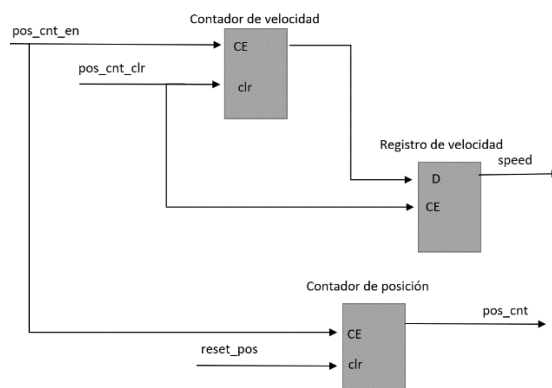 Contador de velocidad
pos_cnt_en
CE
pos_cnt_clr
clr
Registro de velocidad
speed
D
CE
Contador de posición
pos_cnt
CE
reset_pos
clr